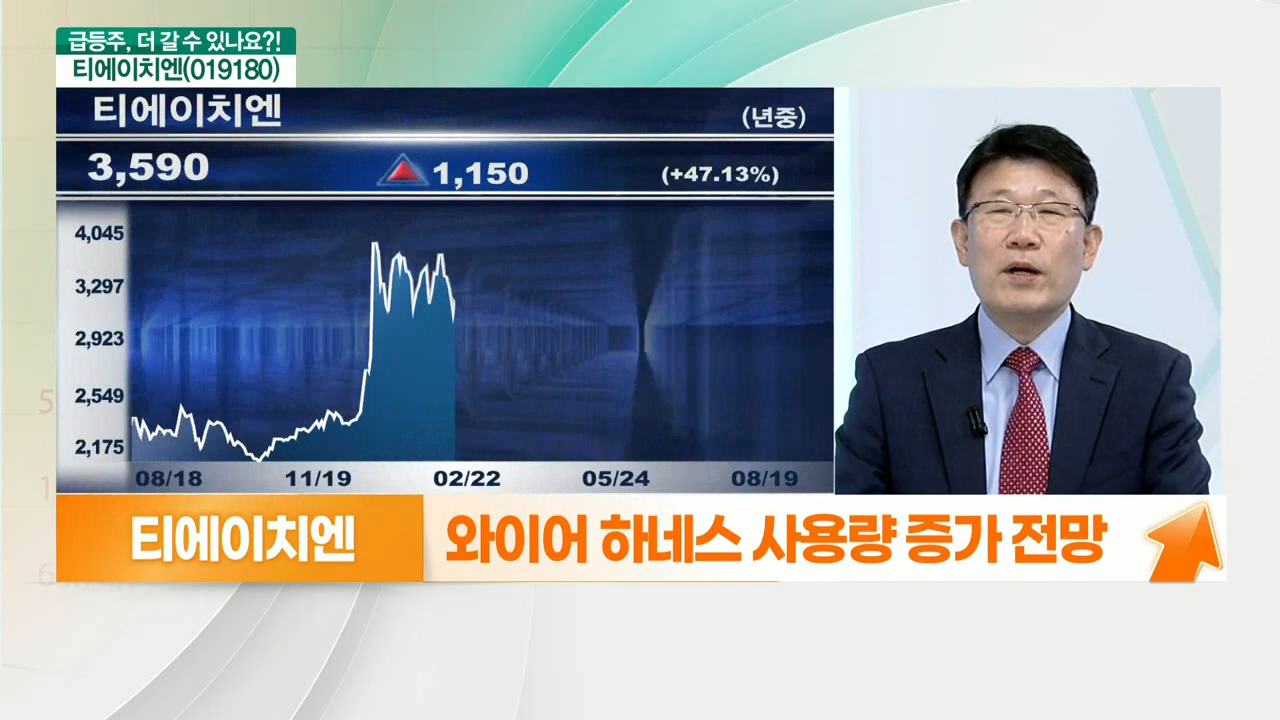 급등주, 더 갈 수 있나요?!
티에이치엔(019180)
티에이치엔 (년중)
3,590 1,150 (+47.13%)
4,045
3,297
2,923
2,549
2,175
08/18 11/19 02/22 05/24 08/19
티에이치엔 와이어 하네스 사용량 증가 전망
5
1
6